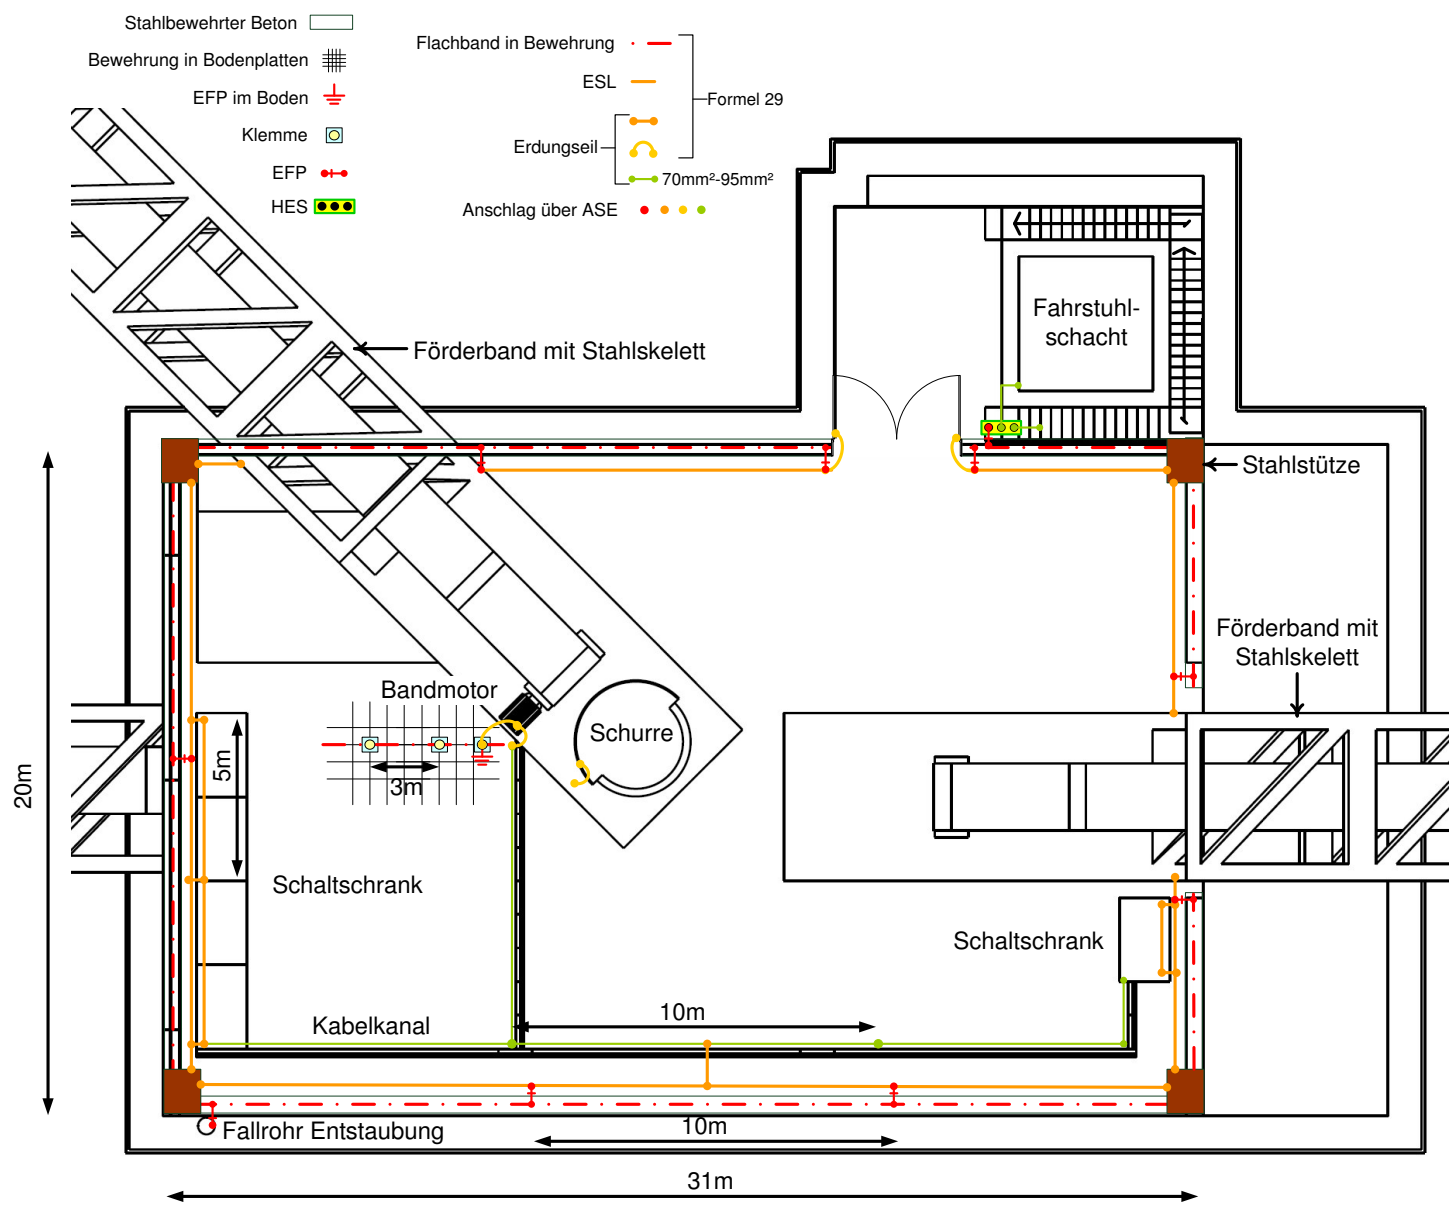 Stahlbewehrter Beton
Bewehrung in Bodenplatten
EFP im Boden
Klemme
EFP
HES
Flachband in Bewehrung
ESL
Formel 29
Erdungseil
70mm²-95mm²
Anschlag über ASE
Fahrstuhl-
schacht
Förderband mit Stahlskelett
Stahlstütze
Förderband mit
Stahlskelett
Bandmotor
Schurre
5m
3m
20m
Schaltschrank
Schaltschrank
10m
Kabelkanal
Fallrohr Entstaubung
10m
31m